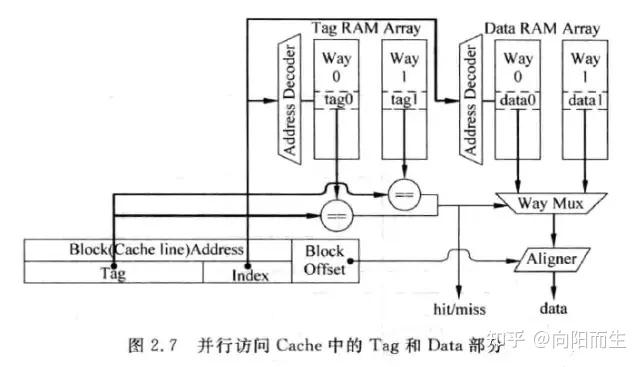 Tag RAM Array
Data RAM Array
Address Decoder
Way
0
Way
1
tag0
tag1
Address Decoder
Way
0
Way
1
data0
data1
==
==
Way Mux
Block(Cache line)Address
Block
Offset
Tag
Index
Aligner
hit/miss
data
图 2.7 并行访问 Cache 中的 Tag 和 Data 部分
知乎 @向阳而生